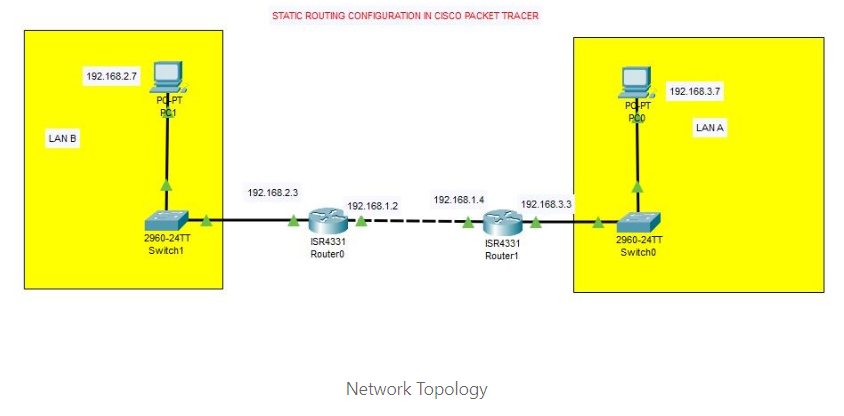 STATIC ROUTING CONFIGURATION IN CISCO PACKET TRACER
192.168.2.7
PC-PT
PC1
LAN B
192.168.3.7
PC-PT
PC0
LAN A
192.168.2.3
192.168.1.2
192.168.1.4
192.168.3.3
2960-24TT
Switch1
ISR4331
Router0
ISR4331
Router1
2960-24TT
Switch0
Network Topology